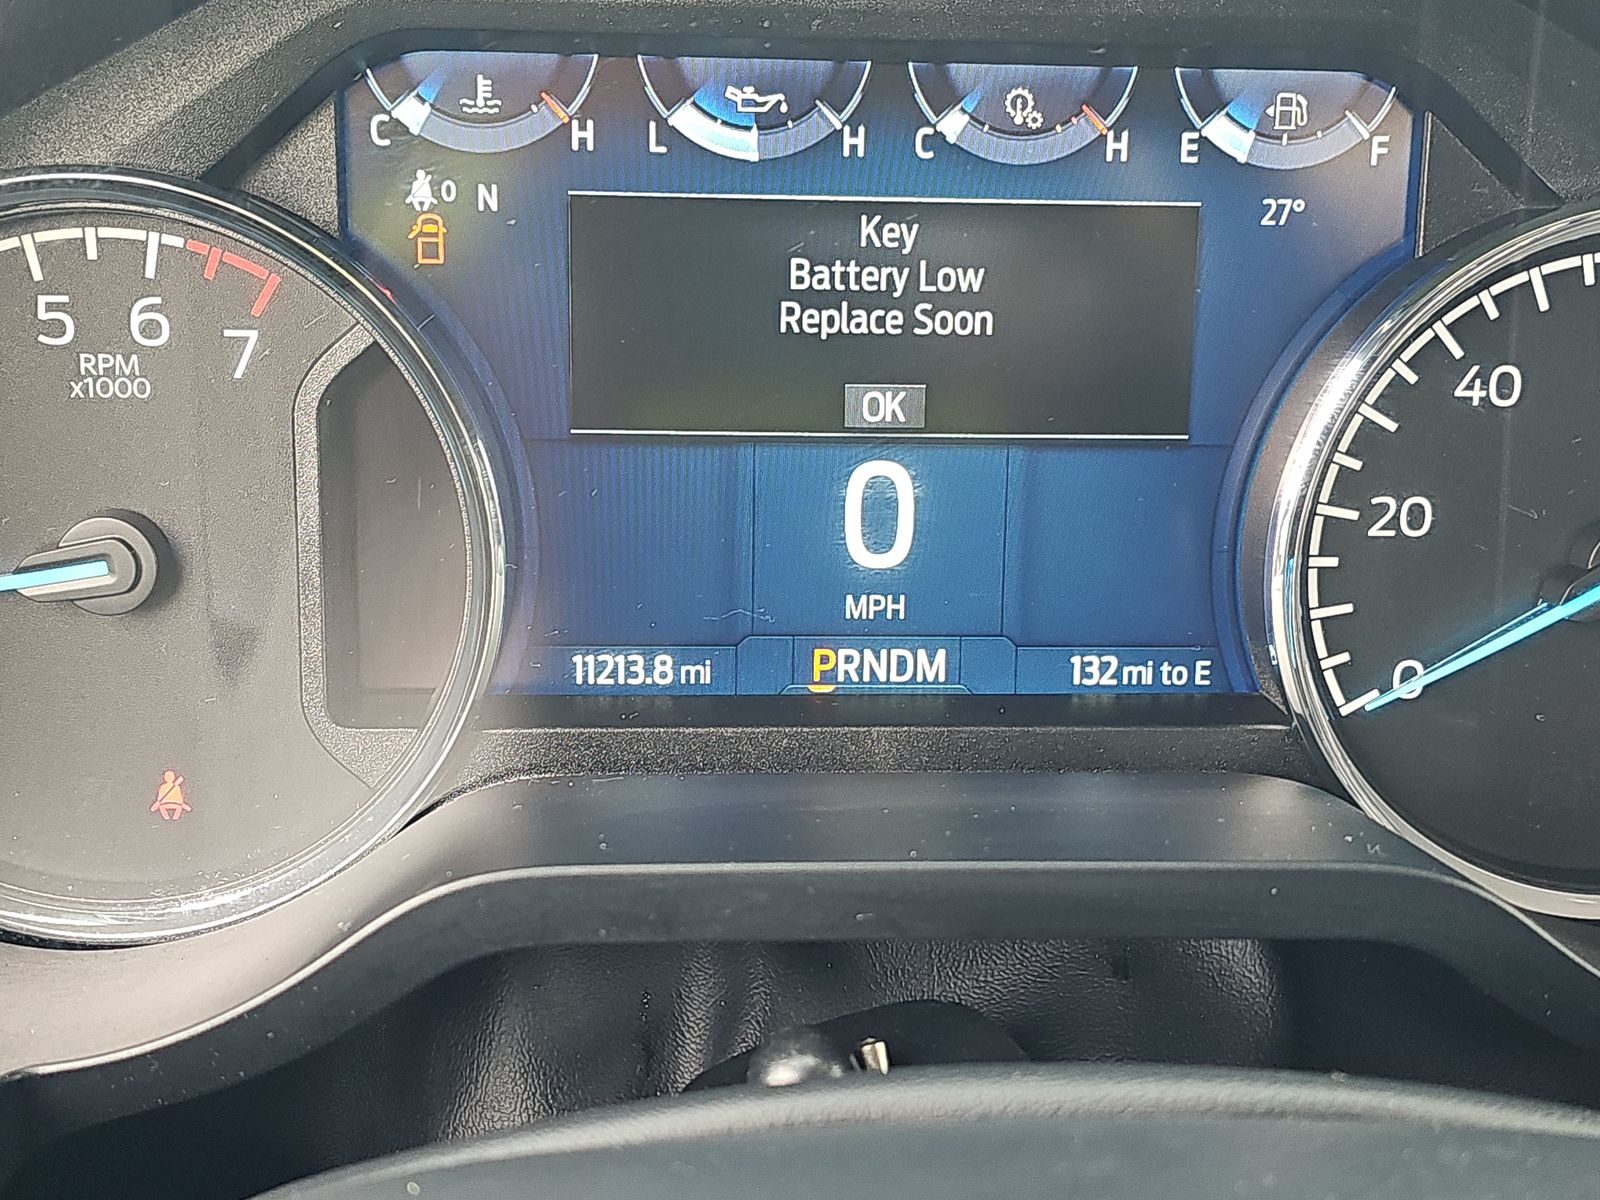 C H L H C H E F
0 N 27°
Key
Battery Low
Replace Soon
OK
5 6 7
RPM
x1000
0
MPH
11213.8 mi PRNDM 132 mi to E
40
20
0